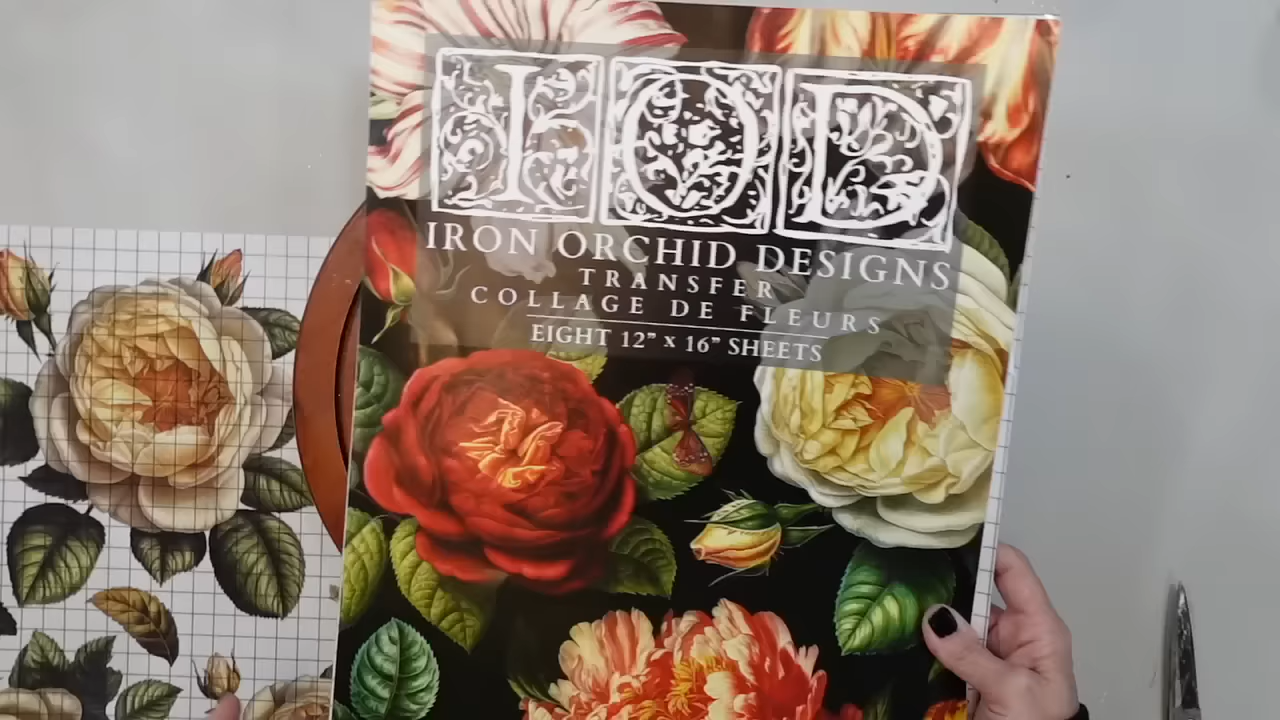 IOD
IRON ORCHID DESIGNS
TRANSFER
COLLAGE DE FLEURS
EIGHT 12" x 16" SHEETS